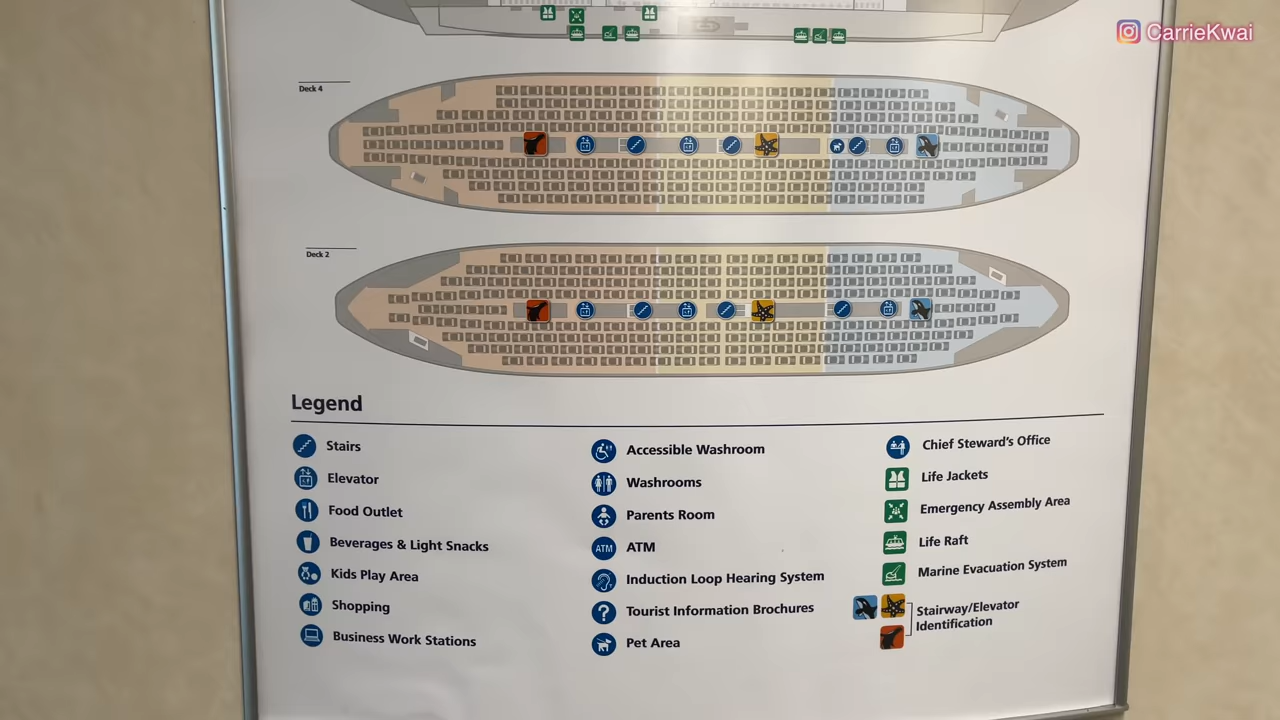 CarrieKwai
Deck 4
Deck 2
Legend
Stairs
Elevator
Food Outlet
Beverages & Light Snacks
Kids Play Area
Shopping
Business Work Stations
Accessible Washroom
Washrooms
Parents Room
ATM
ATM
Induction Loop Hearing System
Tourist Information Brochures
?
Pet Area
Chief Steward's Office
Life Jackets
Emergency Assembly Area
Life Raft
Marine Evacuation System
Stairway/Elevator
Identification